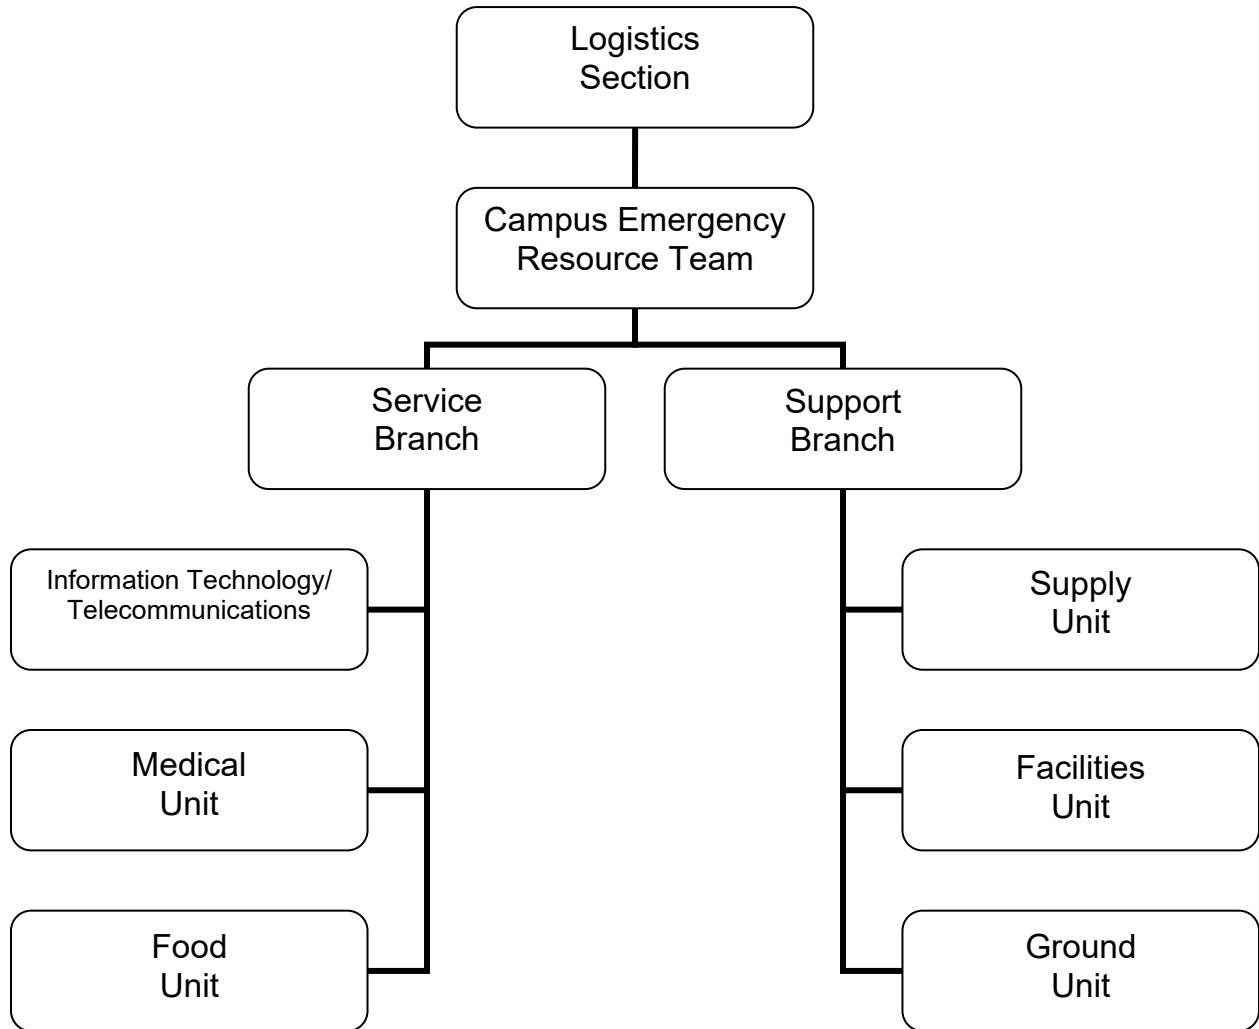 Logistics
Section
Campus Emergency
Resource Team
Service
Branch
Support
Branch
Information Technology/
Telecommunications
Supply
Unit
Medical
Unit
Facilities
Unit
Food
Unit
Ground
Unit